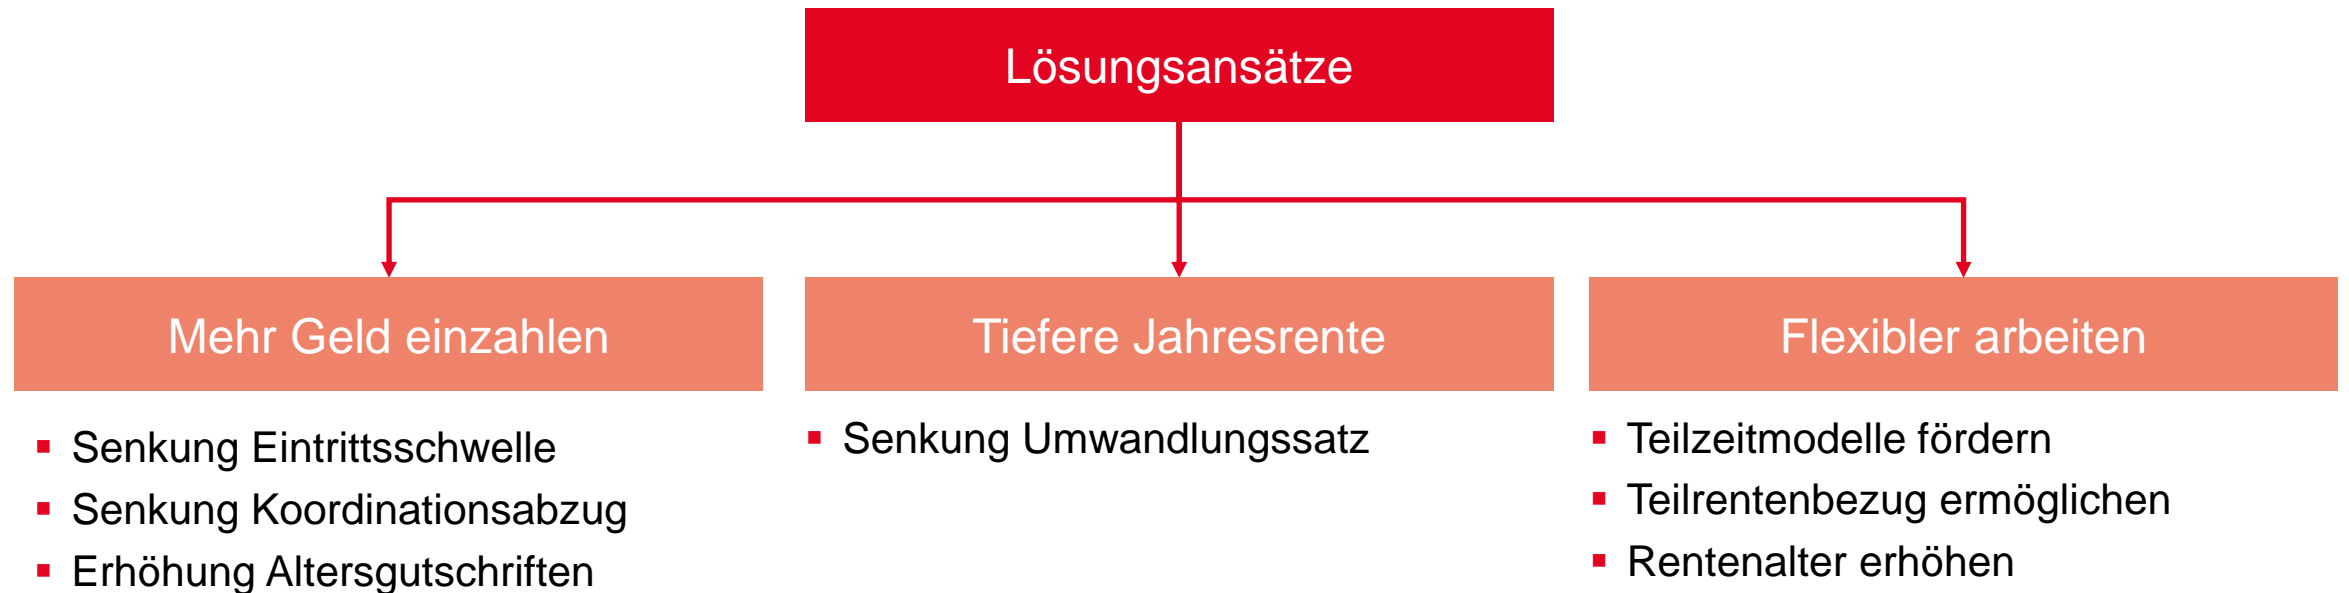 Lösungsansätze
Mehr Geld einzahlen
▪ Senkung Eintrittsschwelle
▪ Senkung Koordinationsabzug
▪ Erhöhung Altersgutschriften
Tiefere Jahresrente
▪ Senkung Umwandlungssatz
Flexibler arbeiten
▪ Teilzeitmodelle fördern
▪ Teilrentenbezug ermöglichen
▪ Rentenalter erhöhen